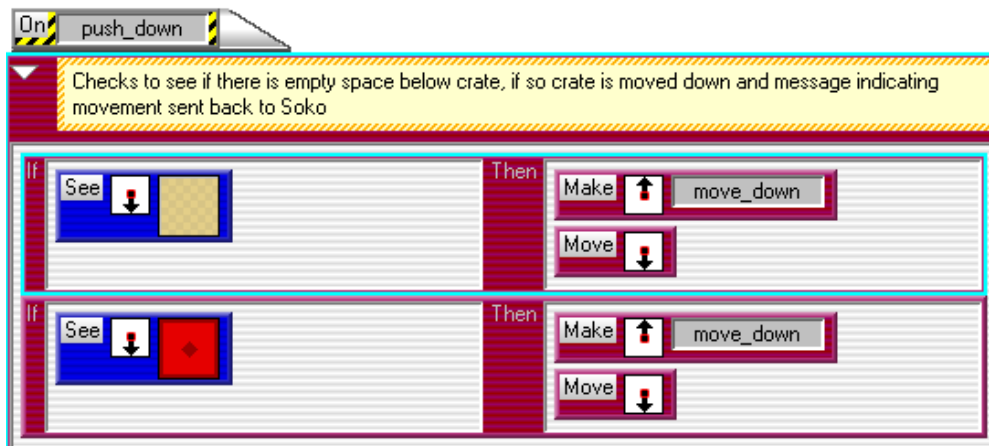 On push_down
Checks to see if there is empty space below crate, if so crate is moved down and message indicating
movement sent back to Soko
If See Then Make move_down
Move
If See Then Make move_down
Move